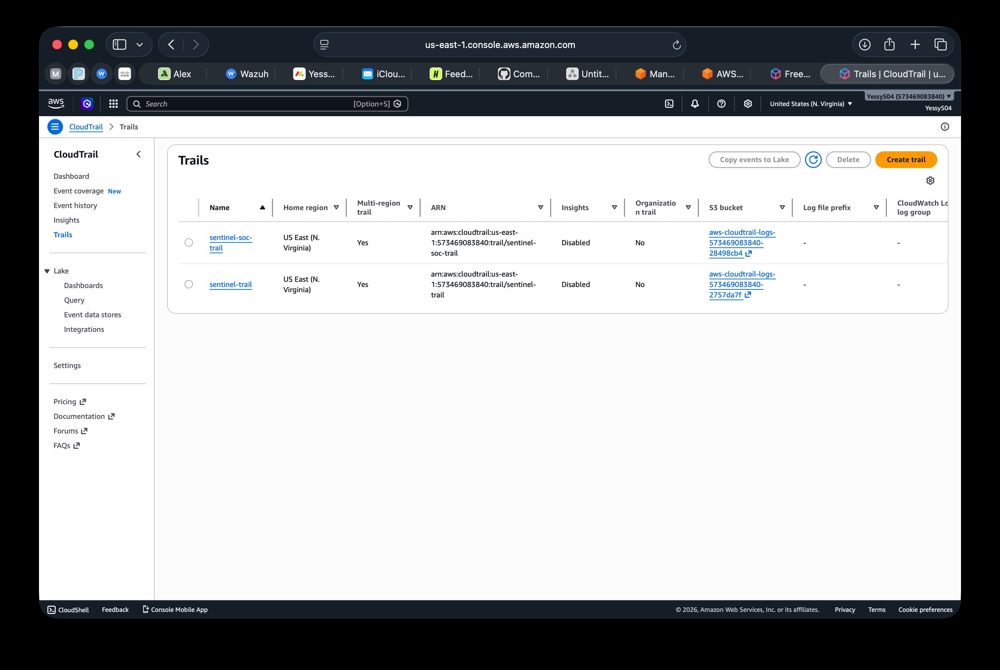 us-east-1.console.aws.amazon.com
M
W.
CISCO
Alex
W.
Wazuh
Yess...
iClou...
H
Feed...
Com...
Untit...
Man...
AWS...
Free...
Trails | CloudTrail | u...
aws
Search
[Option+S]
United States (N. Virginia)
Yessy504 (573469083840)
Yessy504
CloudTrail
Trails
CloudTrail
Dashboard
Event coverage New
Event history
Insights
Trails
Lake
Dashboards
Query
Event data stores
Integrations
Settings
Pricing
Documentation
Forums
FAQs
Trails
Copy events to Lake
Delete
Create trail
Name
Home region
Multi-region
trail
ARN
Insights
Organizatio
n trail
S3 bucket
Log file prefix
CloudWatch Lo
log group
sentinel-soc-
trail
US East (N.
Virginia)
Yes
arn:aws:cloudtrail:us-east-
1:573469083840:trail/sentinel-
soc-trail
Disabled
No
aws-cloudtrail-logs-
573469083840-
28498cb4
-
-
sentinel-trail
US East (N.
Virginia)
Yes
arn:aws:cloudtrail:us-east-
1:573469083840:trail/sentinel-
trail
Disabled
No
aws-cloudtrail-logs-
573469083840-
2757da7f
-
-
CloudShell
Feedback
Console Mobile App
© 2026, Amazon Web Services, Inc. or its affiliates.
Privacy
Terms
Cookie preferences